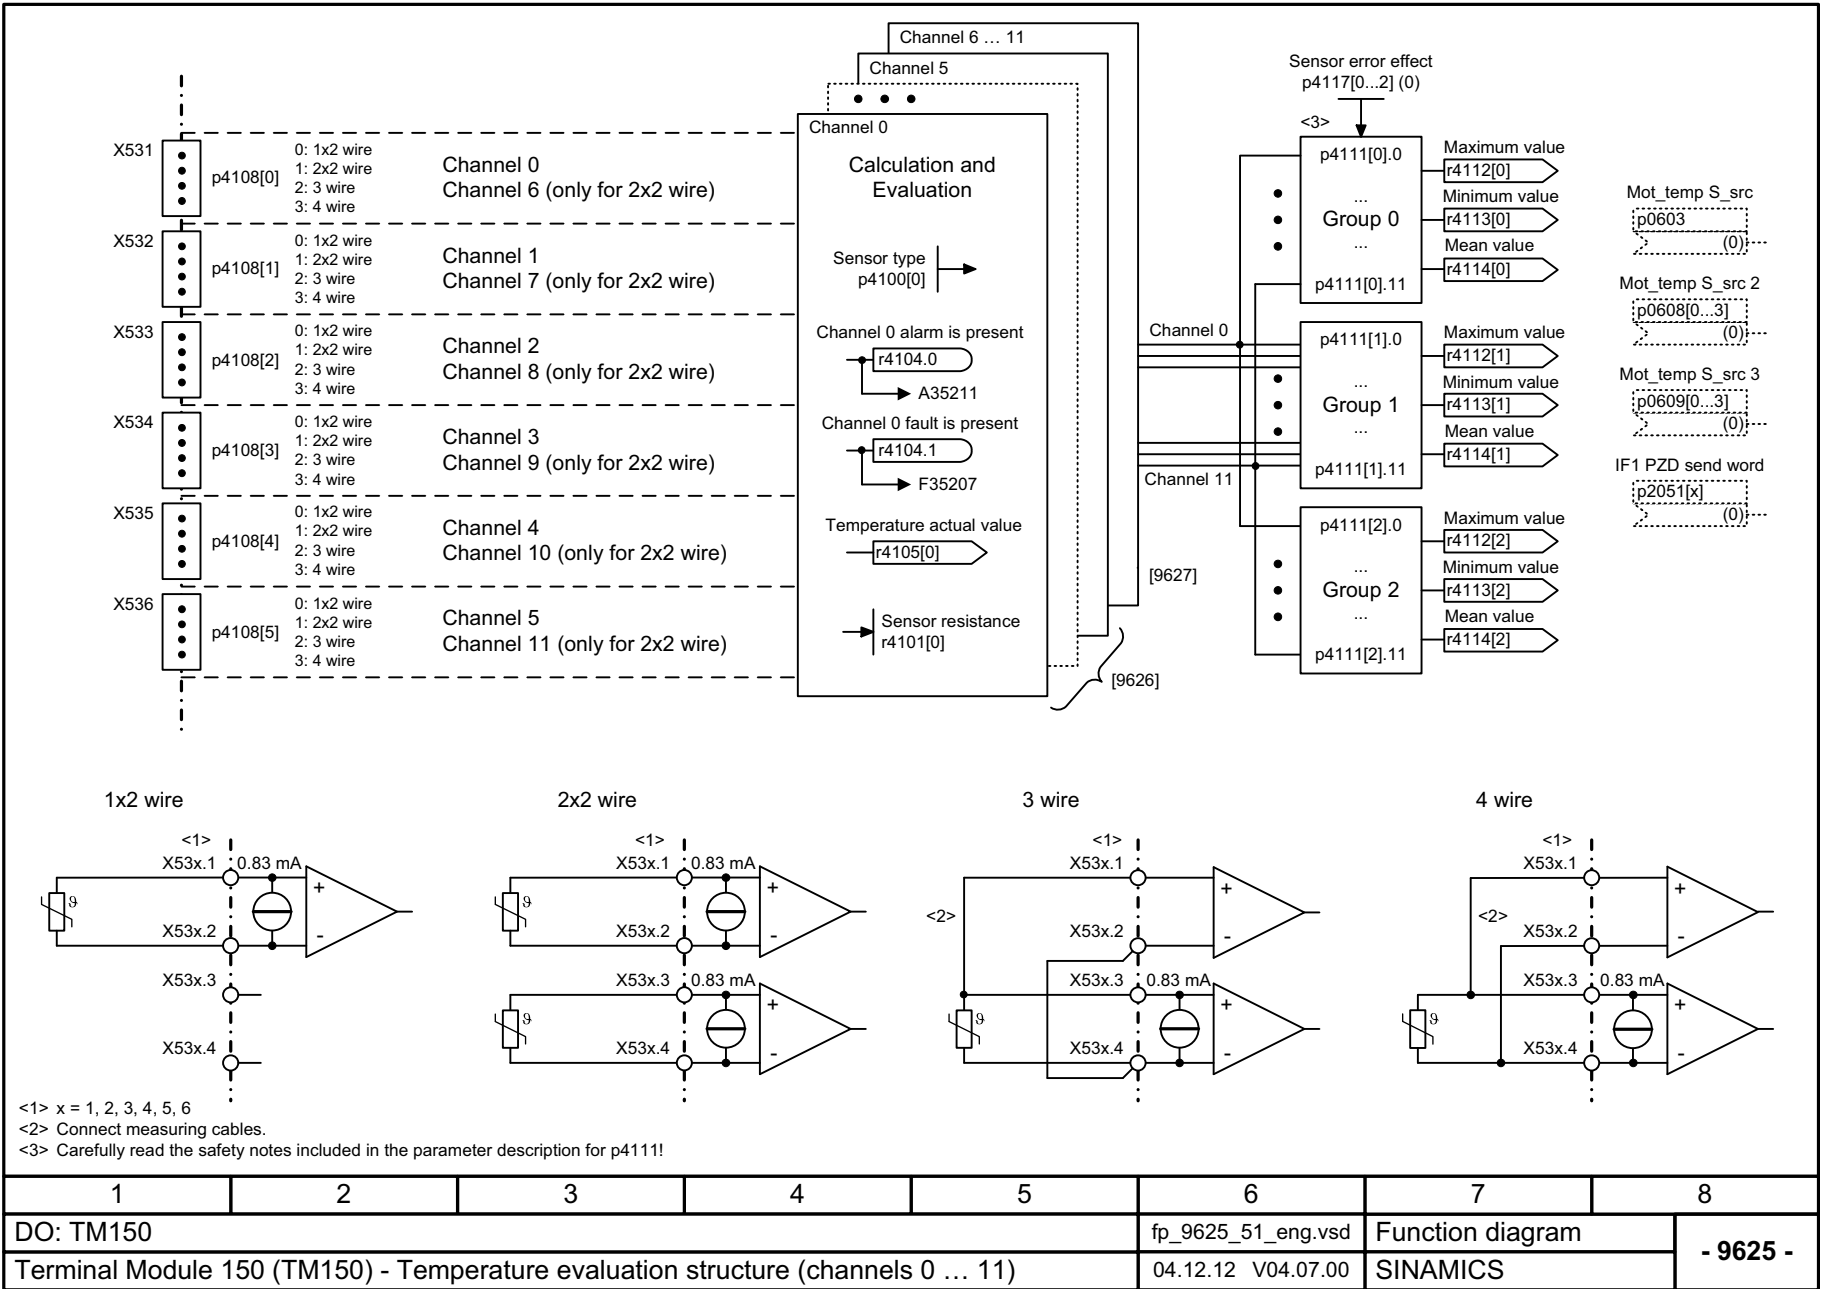 Channel 6 … 11
Channel 5
Channel 0
Calculation and
Evaluation
Sensor type
p4100[0]
Channel 0 alarm is present
r4104.0
A35211
Channel 0 fault is present
r4104.1
F35207
Temperature actual value
r4105[0]
Sensor resistance
r4101[0]
[9627]
[9626]
X531
p4108[0]
0: 1x2 wire
1: 2x2 wire
2: 3 wire
3: 4 wire
Channel 0
Channel 6 (only for 2x2 wire)
X532
p4108[1]
0: 1x2 wire
1: 2x2 wire
2: 3 wire
3: 4 wire
Channel 1
Channel 7 (only for 2x2 wire)
X533
p4108[2]
0: 1x2 wire
1: 2x2 wire
2: 3 wire
3: 4 wire
Channel 2
Channel 8 (only for 2x2 wire)
X534
p4108[3]
0: 1x2 wire
1: 2x2 wire
2: 3 wire
3: 4 wire
Channel 3
Channel 9 (only for 2x2 wire)
X535
p4108[4]
0: 1x2 wire
1: 2x2 wire
2: 3 wire
3: 4 wire
Channel 4
Channel 10 (only for 2x2 wire)
X536
p4108[5]
0: 1x2 wire
1: 2x2 wire
2: 3 wire
3: 4 wire
Channel 5
Channel 11 (only for 2x2 wire)
Channel 0
Channel 11
Sensor error effect
p4117[0...2] (0)
<3>
p4111[0].0
...
Group 0
...
p4111[0].11
Maximum value
r4112[0]
Minimum value
r4113[0]
Mean value
r4114[0]
p4111[1].0
...
Group 1
...
p4111[1].11
Maximum value
r4112[1]
Minimum value
r4113[1]
Mean value
r4114[1]
p4111[2].0
...
Group 2
...
p4111[2].11
Maximum value
r4112[2]
Minimum value
r4113[2]
Mean value
r4114[2]
Mot_temp S_src
p0603
(0)
Mot_temp S_src 2
p0608[0...3]
(0)
Mot_temp S_src 3
p0609[0...3]
(0)
IF1 PZD send word
p2051[x]
(0)
1x2 wire
<1>
X53x.1
0.83 mA
+
ϑ
X53x.2
-
X53x.3
X53x.4
2x2 wire
<1>
X53x.1
0.83 mA
+
ϑ
X53x.2
-
X53x.3
0.83 mA
+
ϑ
X53x.4
-
3 wire
<1>
X53x.1
+
<2>
X53x.2
-
X53x.3
0.83 mA
+
ϑ
X53x.4
-
4 wire
<1>
X53x.1
+
<2>
X53x.2
-
X53x.3
0.83 mA
+
ϑ
X53x.4
-
<1> x = 1, 2, 3, 4, 5, 6
<2> Connect measuring cables.
<3> Carefully read the safety notes included in the parameter description for p4111!
1 2 3 4 5 6 7 8
DO: TM150
fp_9625_51_eng.vsd
Function diagram
- 9625 -
Terminal Module 150 (TM150) - Temperature evaluation structure (channels 0 … 11)
04.12.12 V04.07.00
SINAMICS